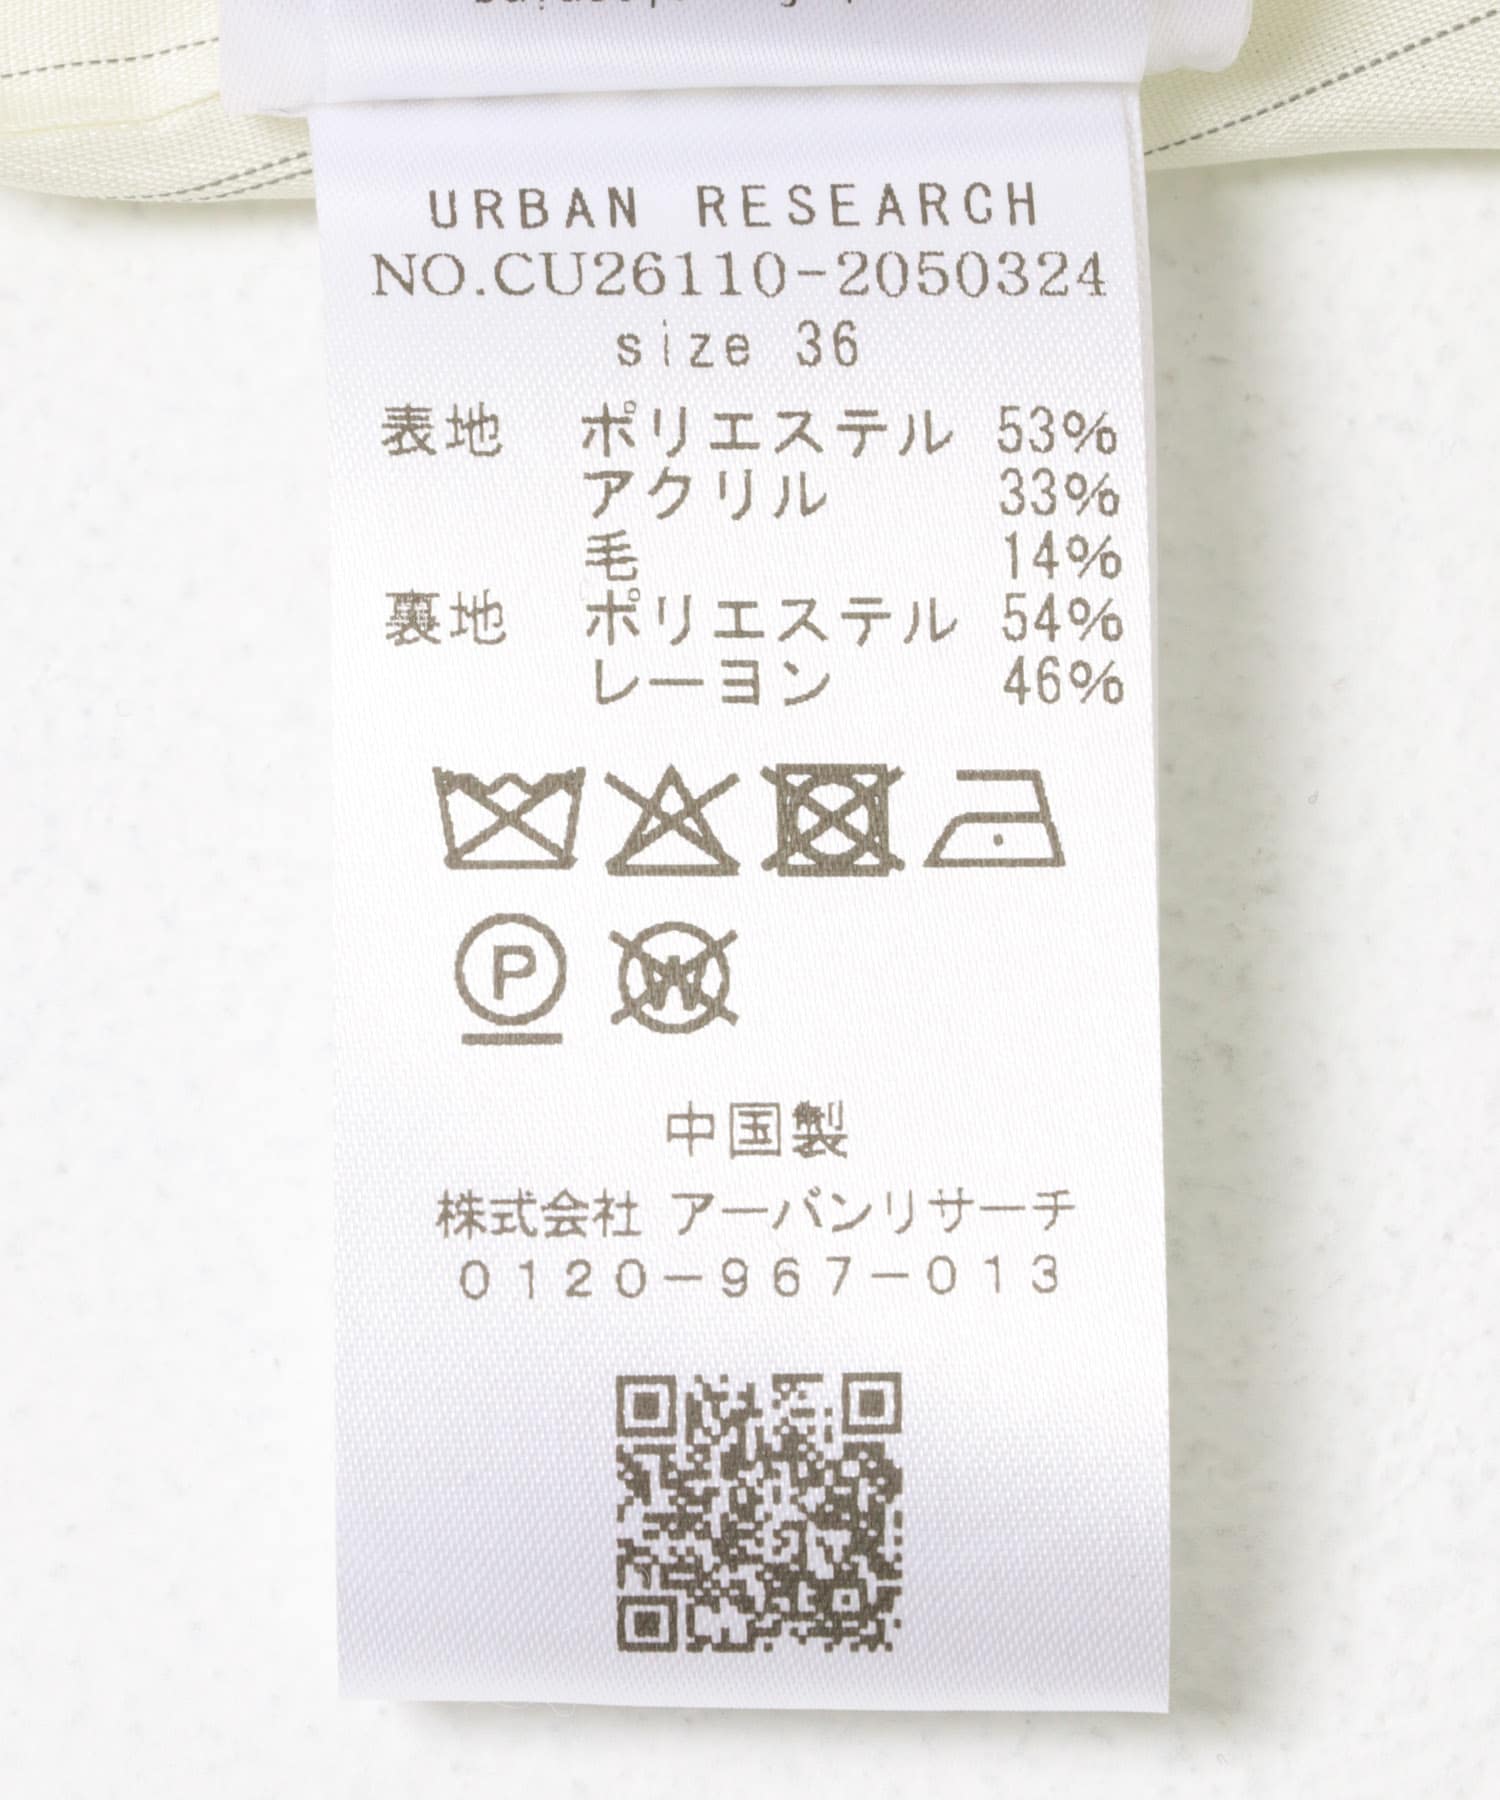 URBAN RESEARCH
NO.CU26110-2050324
size 36
表地 ポリエステル 53%
アクリル 33%
毛 14%
裏地 ポリエステル 54%
レーヨン 46%
P W
中国製
株式会社 アーバンリサーチ
0120-967-013